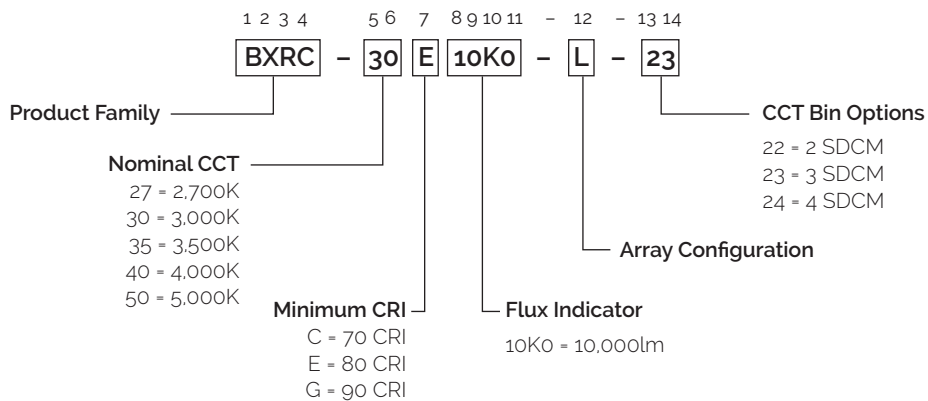 1 2 3 4 5 6 7 8 9 10 11 - 12 - 13 14
BXRC - 30 E 10K0 - L - 23
Product Family
CCT Bin Options
22 = 2 SDCM
23 = 3 SDCM
24 = 4 SDCM
Nominal CCT
27 = 2,700K
30 = 3,000K
35 = 3,500K
40 = 4,000K
50 = 5,000K
Array Configuration
Minimum CRI
C = 70 CRI
E = 80 CRI
G = 90 CRI
Flux Indicator
10K0 = 10,000lm